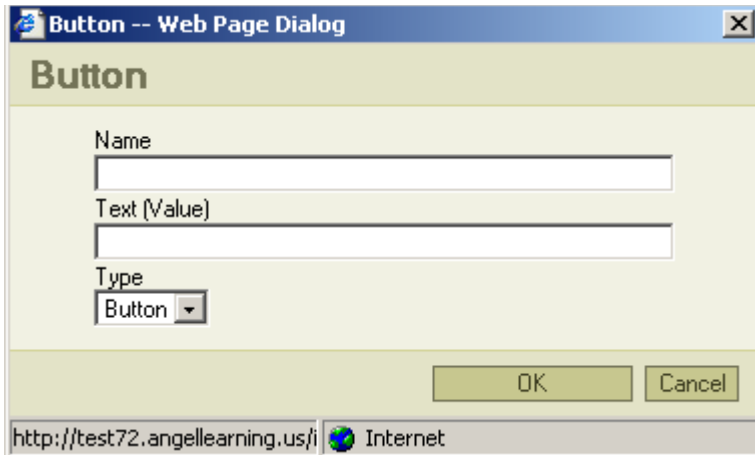 Button -- Web Page Dialog
Button
Name
Text (Value)
Type
Button
OK Cancel
http://test72.angellearning.us/i Internet